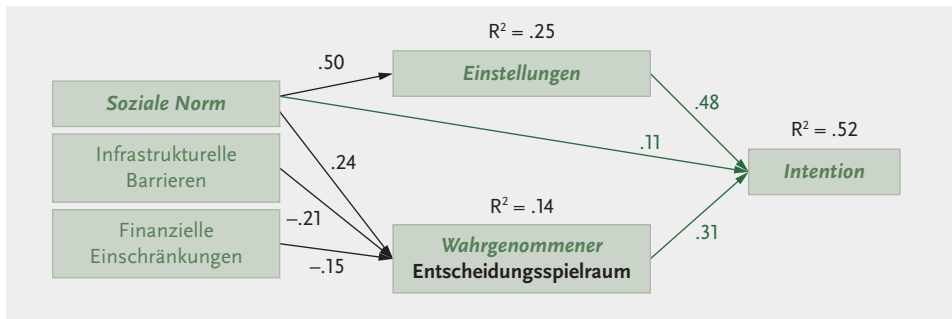 R² = .25
.50
Einstellungen
Soziale Norm
.48
R² = .52
.11
Infrastrukturelle
Barrieren
.24
Intention
R² = .14
–.21
Finanzielle
Einschränkungen
Wahrgenommener
Entscheidungsspielraum
.31
–.15